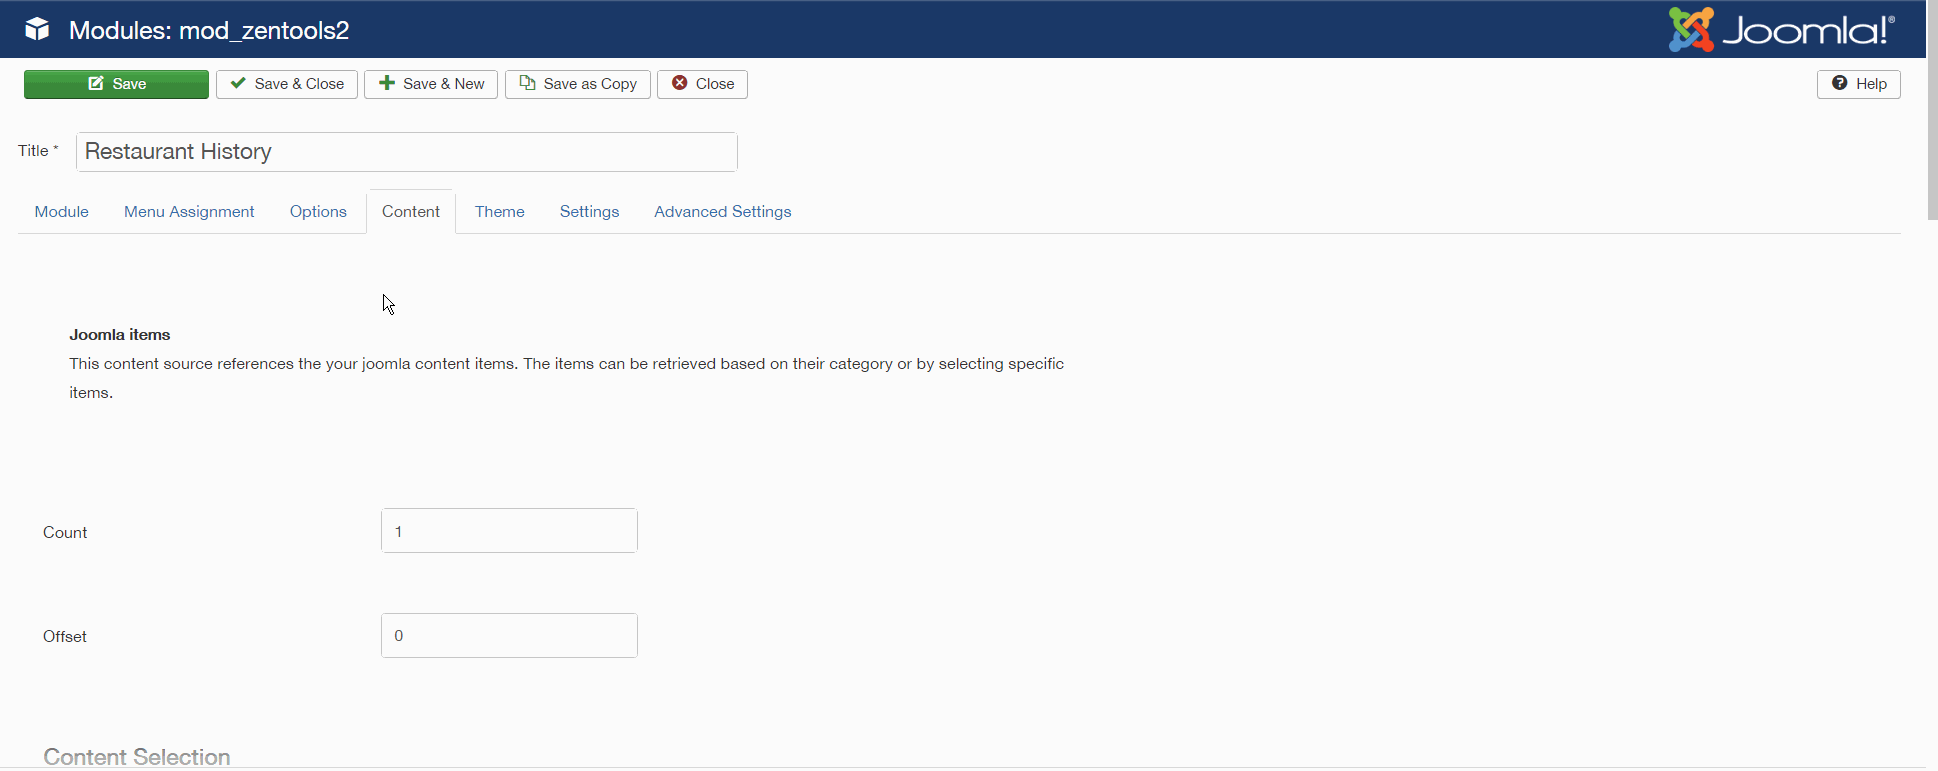 Modules: mod_zentools2
Joomla!®
Save
Save & Close
Save & New
Save as Copy
Close
Help
Title *
Restaurant History
Module
Menu Assignment
Options
Content
Theme
Settings
Advanced Settings
Joomla items
This content source references the your joomla content items. The items can be retrieved based on their category or by selecting specific
items.
Count
1
Offset
0
Content Selection